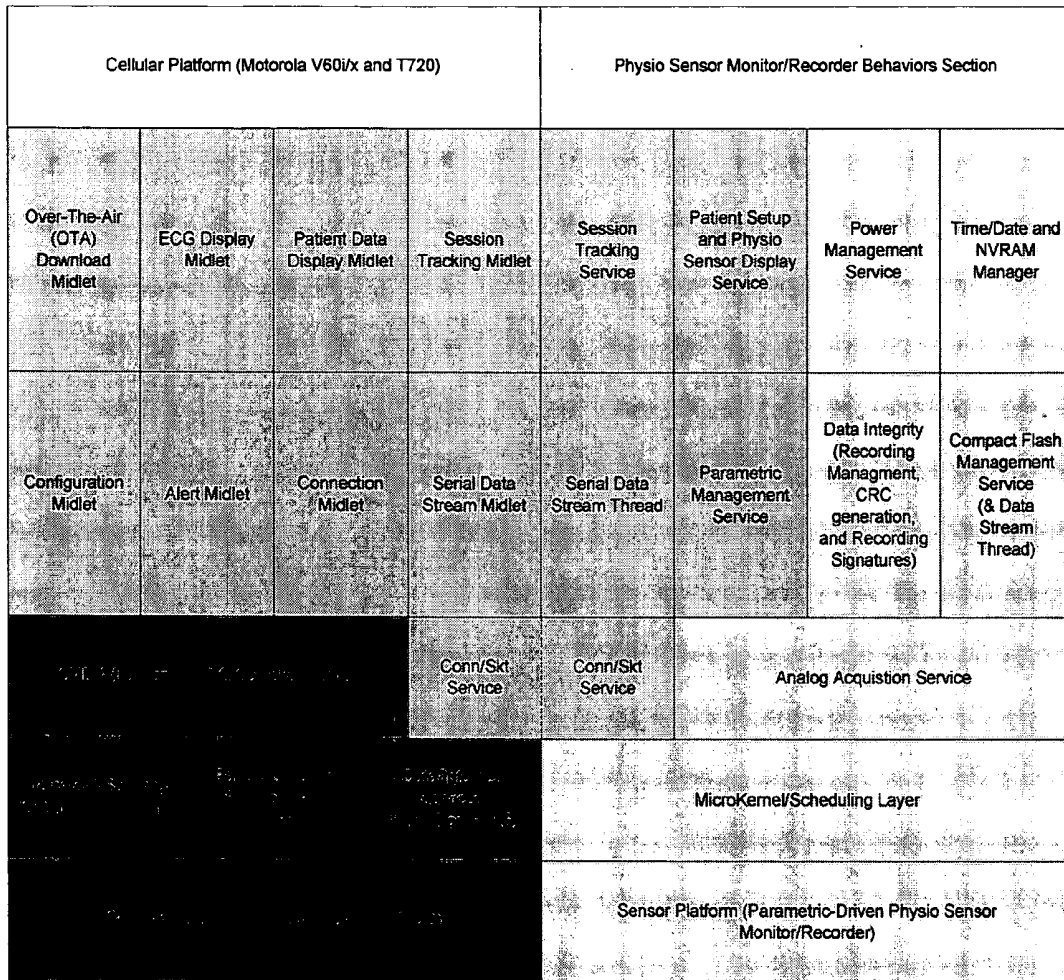 Cellular Platform (Motorola V60i/x and T720)
Physio Sensor Monitor/Recorder Behaviors Section
Over-The-Air
(OTA)
Download
Midlet
ECG Display
Midlet
Patient Data
Display Midlet
Session
Tracking Midlet
Session
Tracking
Service
Patient Setup
and Physio
Sensor Display
Service
Power
Management
Service
Time/Date and
NVRAM
Manager
Configuration
Midlet
Alert Midlet
Connection
Midlet
Serial Data
Stream Midlet
Serial Data
Stream Thread
Parametric
Management
Service
Data Integrity
(Recording
Managment,
CRC
generation,
and Recording
Signatures)
Compact Flash
Management
Service
(& Data
Stream
Thread)
Conn/Skt
Service
Conn/Skt
Service
Analog Acquistion Service
MicroKernel/Scheduling Layer
Sensor Platform (Parametric-Driven Physio Sensor
Monitor/Recorder)